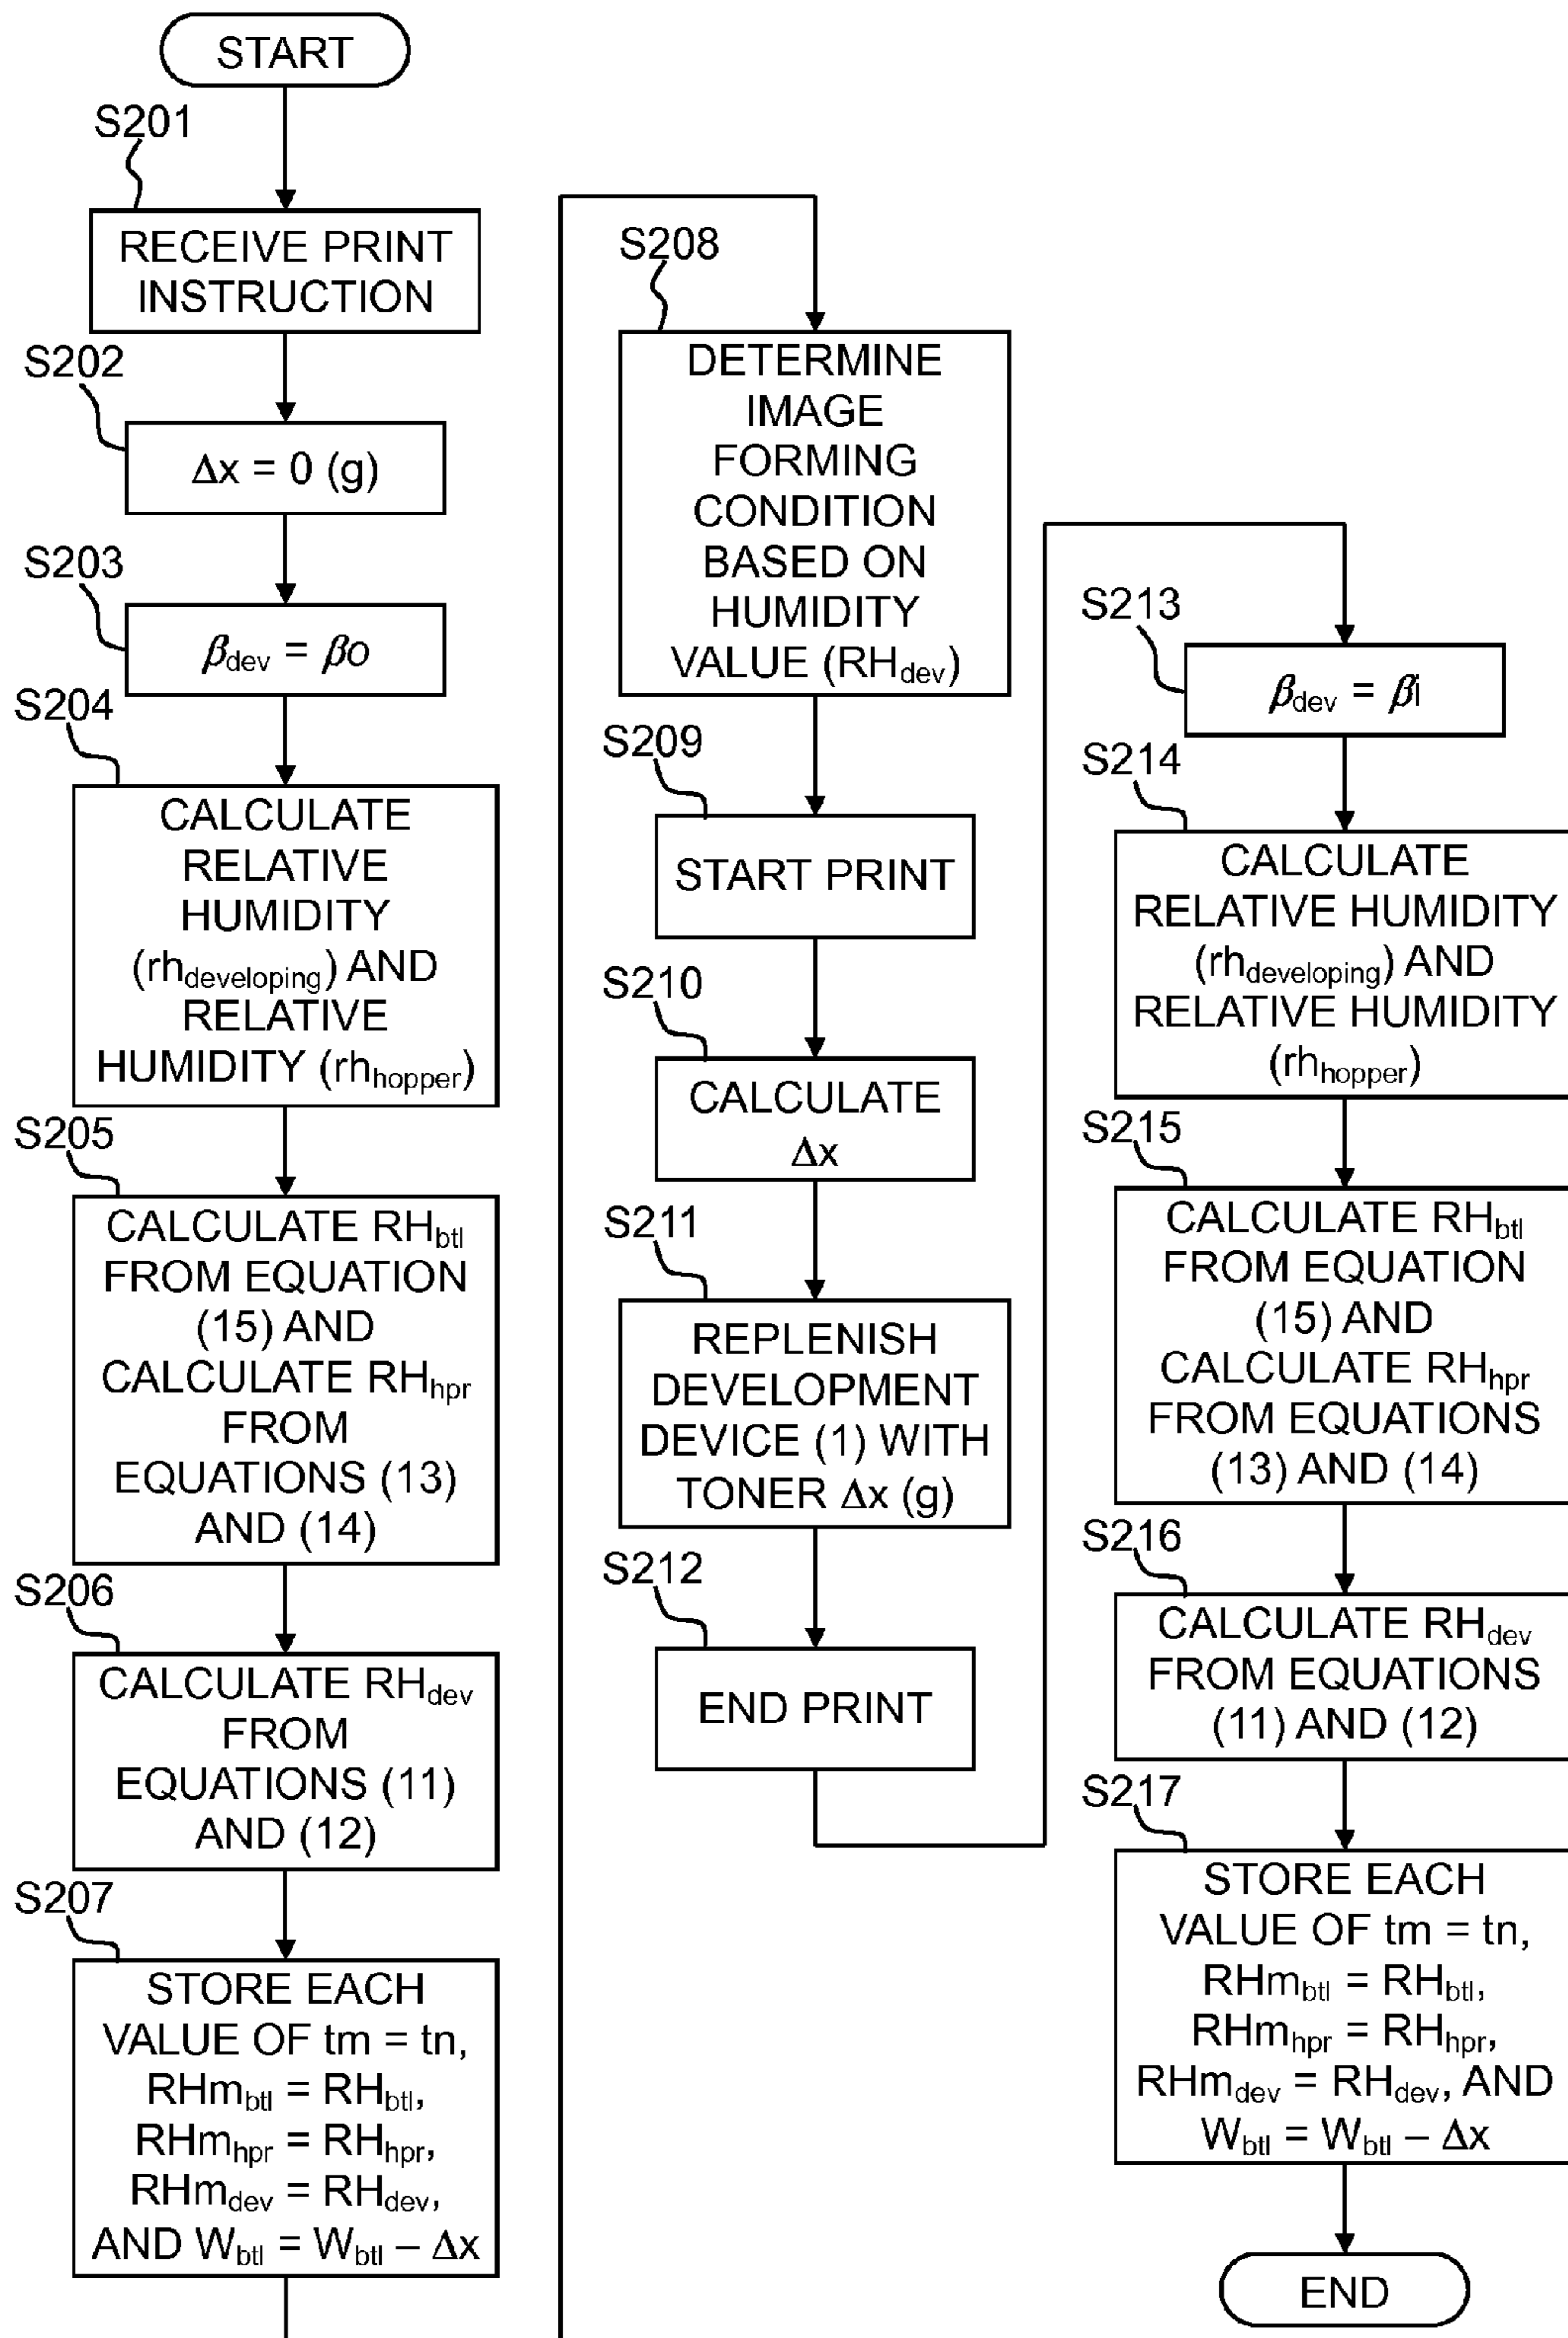 START
S201
RECEIVE PRINT
INSTRUCTION
S202
Δx = 0 (g)
S203
βdev = βo
S204
CALCULATE
RELATIVE
HUMIDITY
(rhdeveloping) AND
RELATIVE
HUMIDITY (rhhopper)
S205
CALCULATE RHbtl
FROM EQUATION
(15) AND
CALCULATE RHhpr
FROM
EQUATIONS (13)
AND (14)
S206
CALCULATE RHdev
FROM
EQUATIONS (11)
AND (12)
S207
STORE EACH
VALUE OF tm = tn,
RHmbtl = RHbtl,
RHmhpr = RHhpr,
RHmdev = RHdev,
AND Wbtl = Wbtl – Δx
S208
DETERMINE
IMAGE
FORMING
CONDITION
BASED ON
HUMIDITY
VALUE (RHdev)
S209
START PRINT
S210
CALCULATE
Δx
S211
REPLENISH
DEVELOPMENT
DEVICE (1) WITH
TONER Δx (g)
S212
END PRINT
S213
βdev = βi
S214
CALCULATE
RELATIVE HUMIDITY
(rhdeveloping) AND
RELATIVE HUMIDITY
(rhhopper)
S215
CALCULATE RHbtl
FROM EQUATION
(15) AND
CALCULATE RHhpr
FROM EQUATIONS
(13) AND (14)
S216
CALCULATE RHdev
FROM EQUATIONS
(11) AND (12)
S217
STORE EACH
VALUE OF tm = tn,
RHmbtl = RHbtl,
RHmhpr = RHhpr,
RHmdev = RHdev, AND
Wbtl = Wbtl – Δx
END